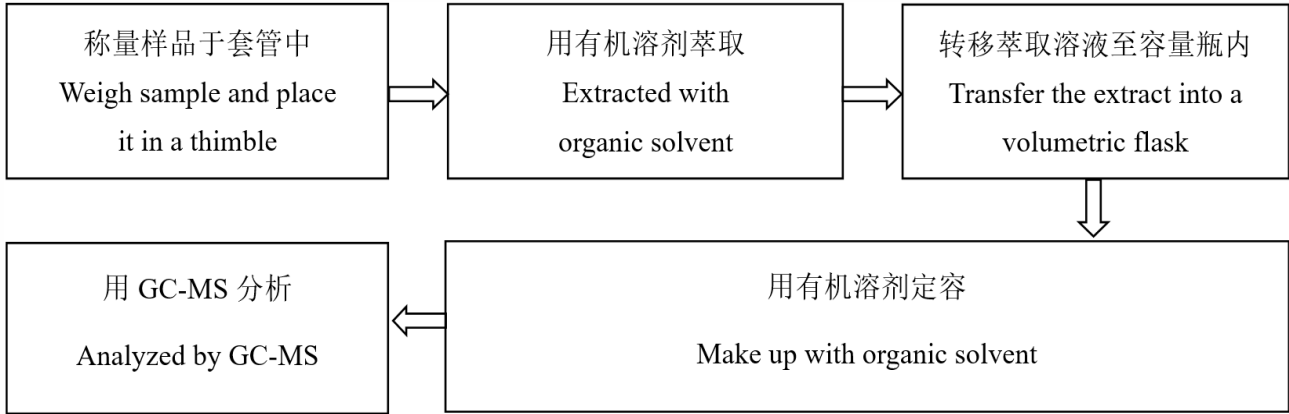 称量样品于套管中
Weigh sample and place
it in a thimble
用有机溶剂萃取
Extracted with
organic solvent
转移萃取溶液至容量瓶内
Transfer the extract into a
volumetric flask
用有机溶剂定容
Make up with organic solvent
用 GC-MS 分析
Analyzed by GC-MS